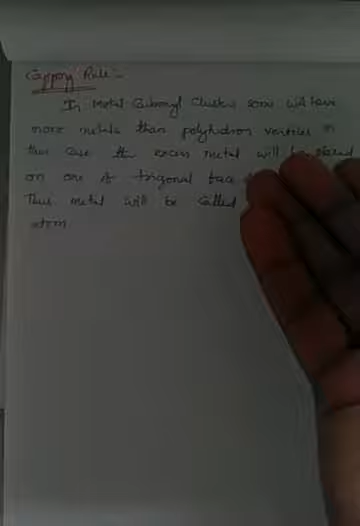 Capping Rule :-
In Metal Carbonyl Clusters some will have
more metals than polyhedron vertices in
this case the excess metal will be placed
on one of trigonal face
This metal will be called
atom